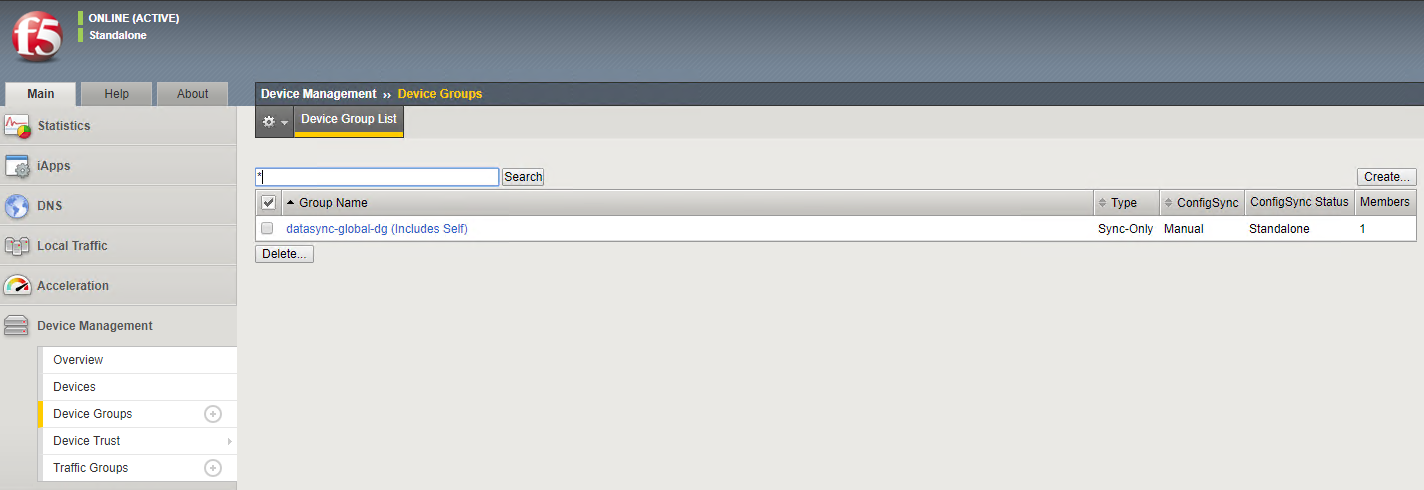 f5
ONLINE (ACTIVE)
Standalone
Main Help About
Device Management ›› Device Groups
Device Group List
Statistics
iApps
DNS
Local Traffic
Acceleration
Device Management
Overview
Devices
Device Groups
Device Trust
Traffic Groups
* Search Create...
Group Name Type ConfigSync ConfigSync Status Members
datasync-global-dg (Includes Self) Sync-Only Manual Standalone 1
Delete...